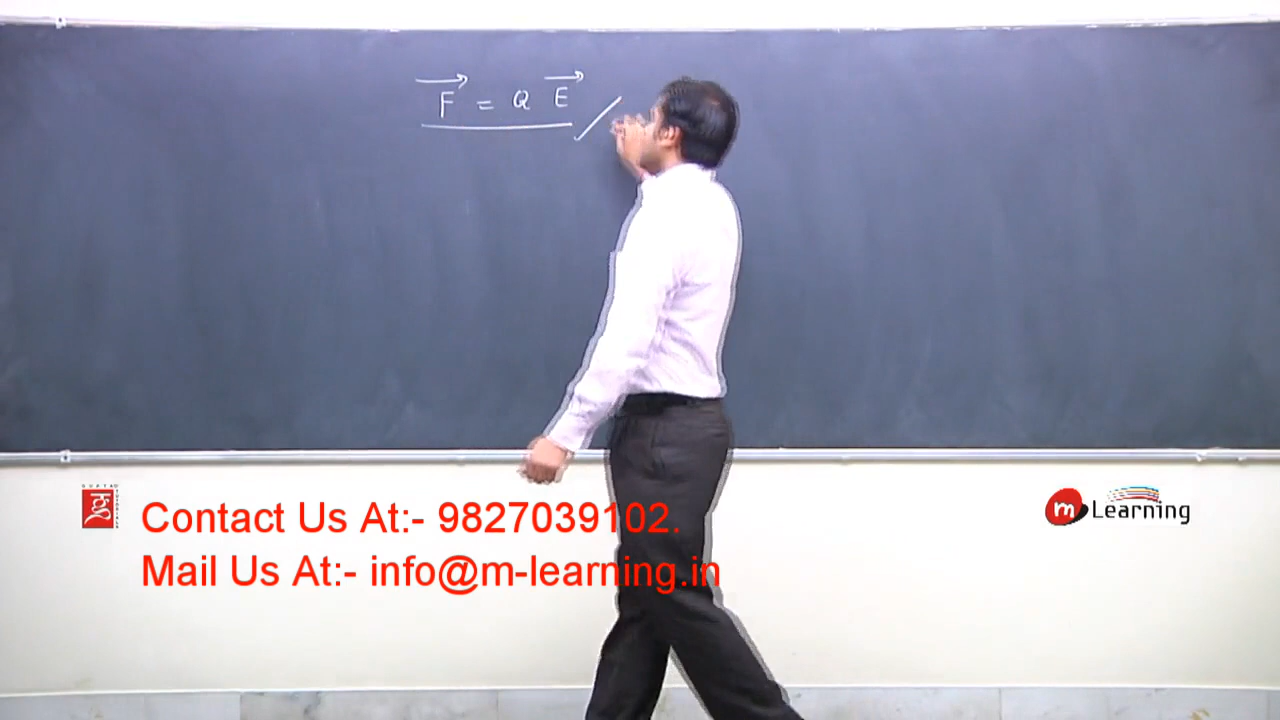 F = Q E
Contact Us At:- 9827039102.
Mail Us At:- info@m-learning.in
m Learning